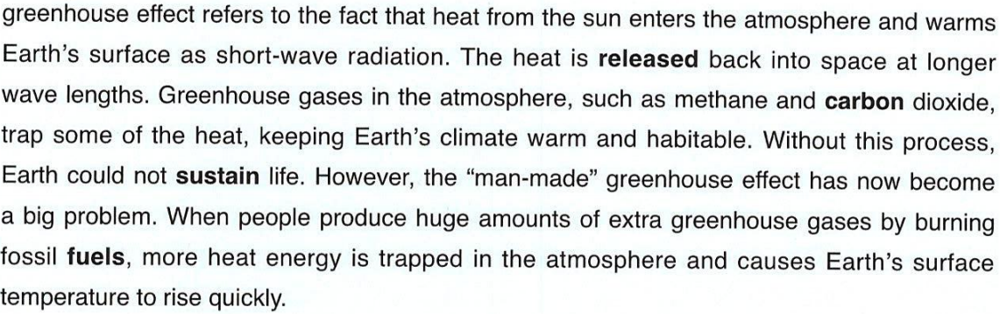 greenhouse effect refers to the fact that heat from the sun enters the atmosphere and warms
Earth's surface as short-wave radiation. The heat is released back into space at longer
wave lengths. Greenhouse gases in the atmosphere, such as methane and carbon dioxide,
trap some of the heat, keeping Earth's climate warm and habitable. Without this process,
Earth could not sustain life. However, the “man-made” greenhouse effect has now become
a big problem. When people produce huge amounts of extra greenhouse gases by burning
fossil fuels, more heat energy is trapped in the atmosphere and causes Earth's surface
temperature to rise quickly.